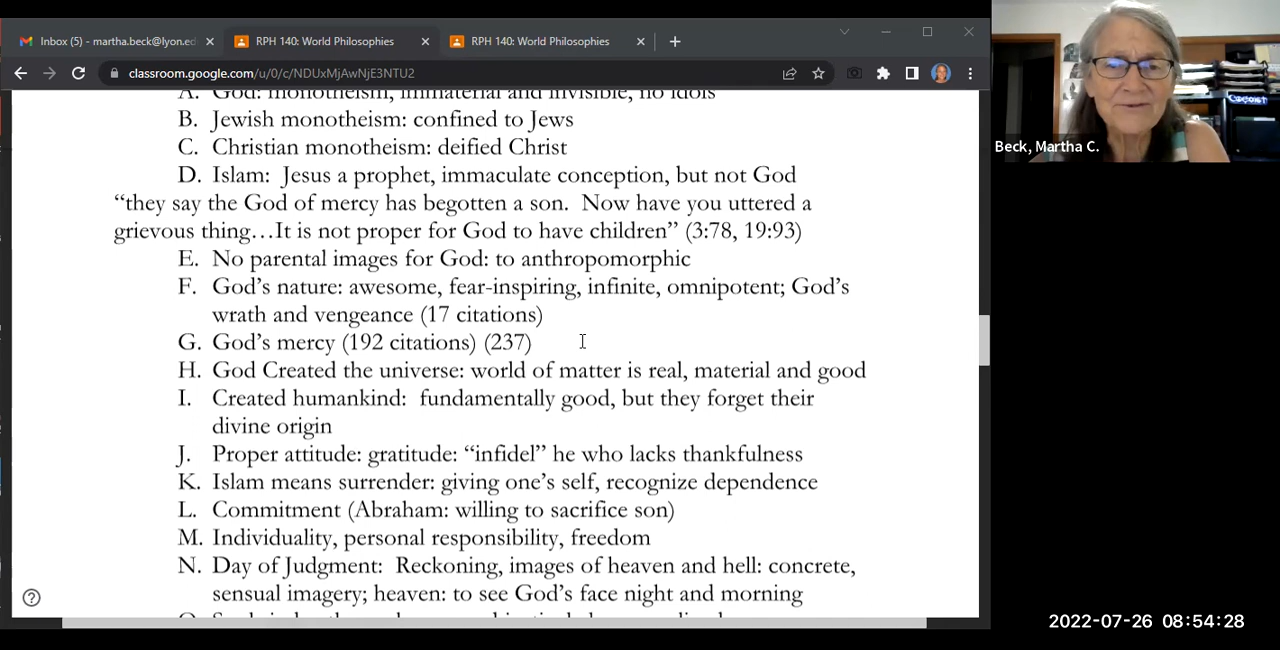 Inbox (5) - martha.beck@lyon.ed
RPH 140: World Philosophies
RPH 140: World Philosophies
classroom.google.com/u/0/c/NDUxMjAwNjE3NTU2
A. God: monotheism, immaterial and invisible, no idols
B. Jewish monotheism: confined to Jews
C. Christian monotheism: deified Christ
D. Islam: Jesus a prophet, immaculate conception, but not God
“they say the God of mercy has begotten a son. Now have you uttered a
grievous thing…It is not proper for God to have children” (3:78, 19:93)
E. No parental images for God: to anthropomorphic
F. God’s nature: awesome, fear-inspiring, infinite, omnipotent; God’s
wrath and vengeance (17 citations)
G. God’s mercy (192 citations) (237)
H. God Created the universe: world of matter is real, material and good
I. Created humankind: fundamentally good, but they forget their
divine origin
J. Proper attitude: gratitude: “infidel” he who lacks thankfulness
K. Islam means surrender: giving one’s self, recognize dependence
L. Commitment (Abraham: willing to sacrifice son)
M. Individuality, personal responsibility, freedom
N. Day of Judgment: Reckoning, images of heaven and hell: concrete,
sensual imagery; heaven: to see God’s face night and morning
Beck, Martha C.
2022-07-26 08:54:28